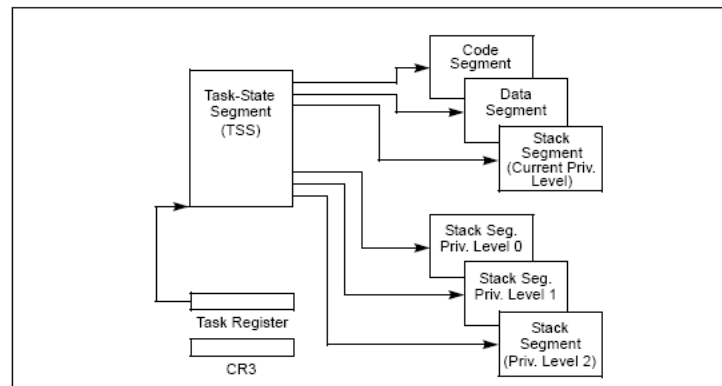 Code
Segment
Task-State
Segment
(TSS)
Data
Segment
Stack
Segment
(Current Priv.
Level)
Stack Seg.
Priv. Level 0
Stack Seg.
Priv. Level 1
Stack
Segment
(Priv. Level 2)
Task Register
CR3